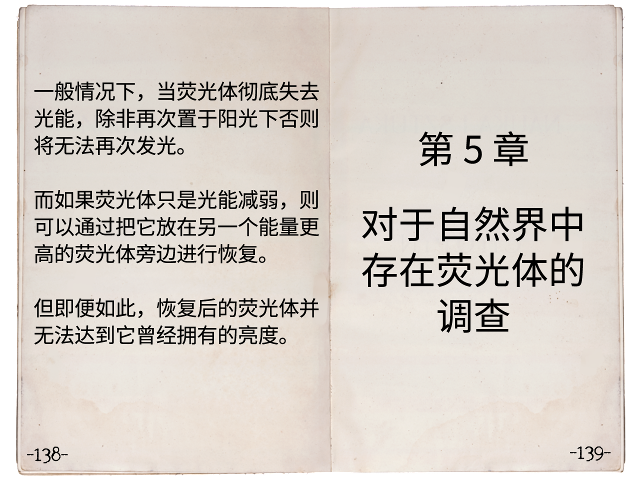 一般情况下，当荧光体彻底失去
光能，除非再次置于阳光下否则
将无法再次发光。
而如果荧光体只是光能减弱，则
可以通过把它放在另一个能量更
高的荧光体旁边进行恢复。
但即便如此，恢复后的荧光体并
无法达到它曾经拥有的亮度。
-138-
第 5 章
对于自然界中
存在荧光体的
调查
-139-